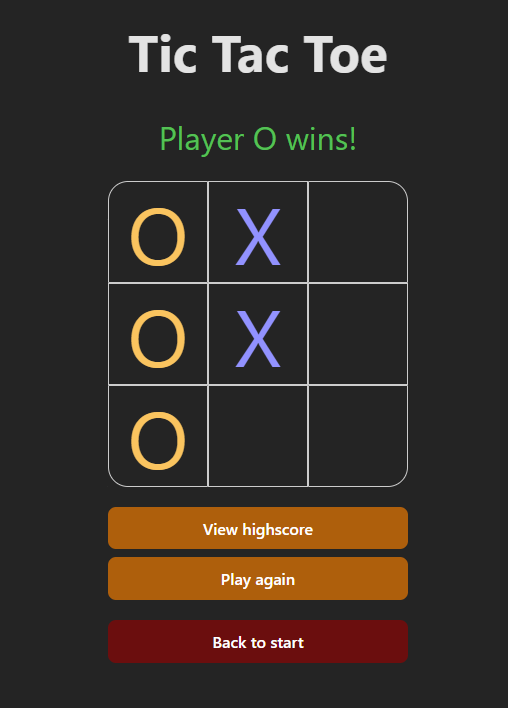 Tic Tac Toe
Player O wins!
O X
O X
O
View highscore
Play again
Back to start